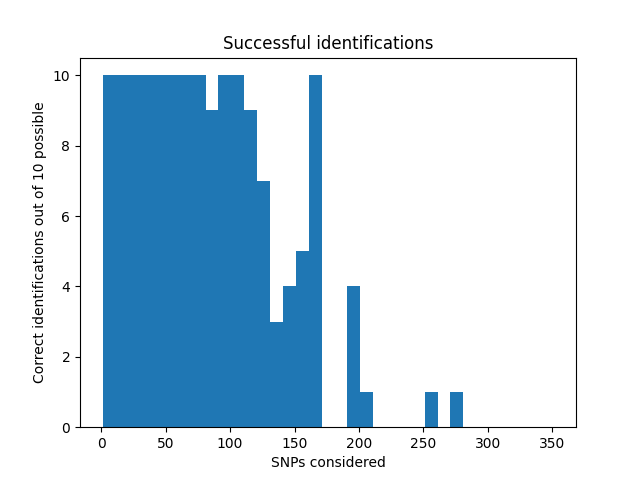 Successful identifications
Correct identifications out of 10 possible
10
8
6
4
2
0
0 50 100 150 200 250 300 350
SNPs considered